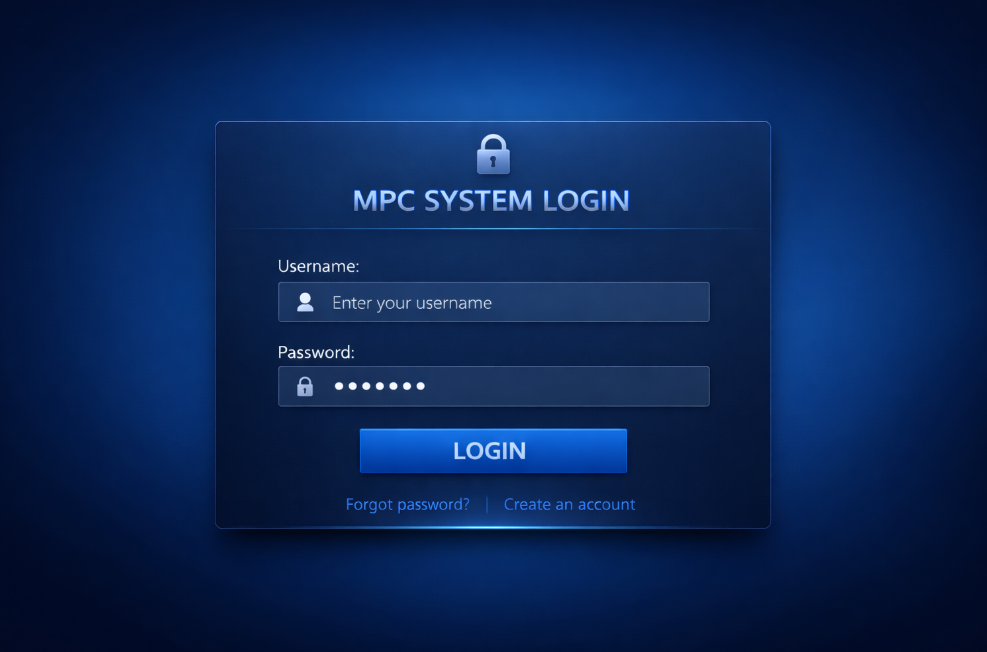 MPC SYSTEM LOGIN
Username:
Enter your username
Password:
•••••••
LOGIN
Forgot password? | Create an account